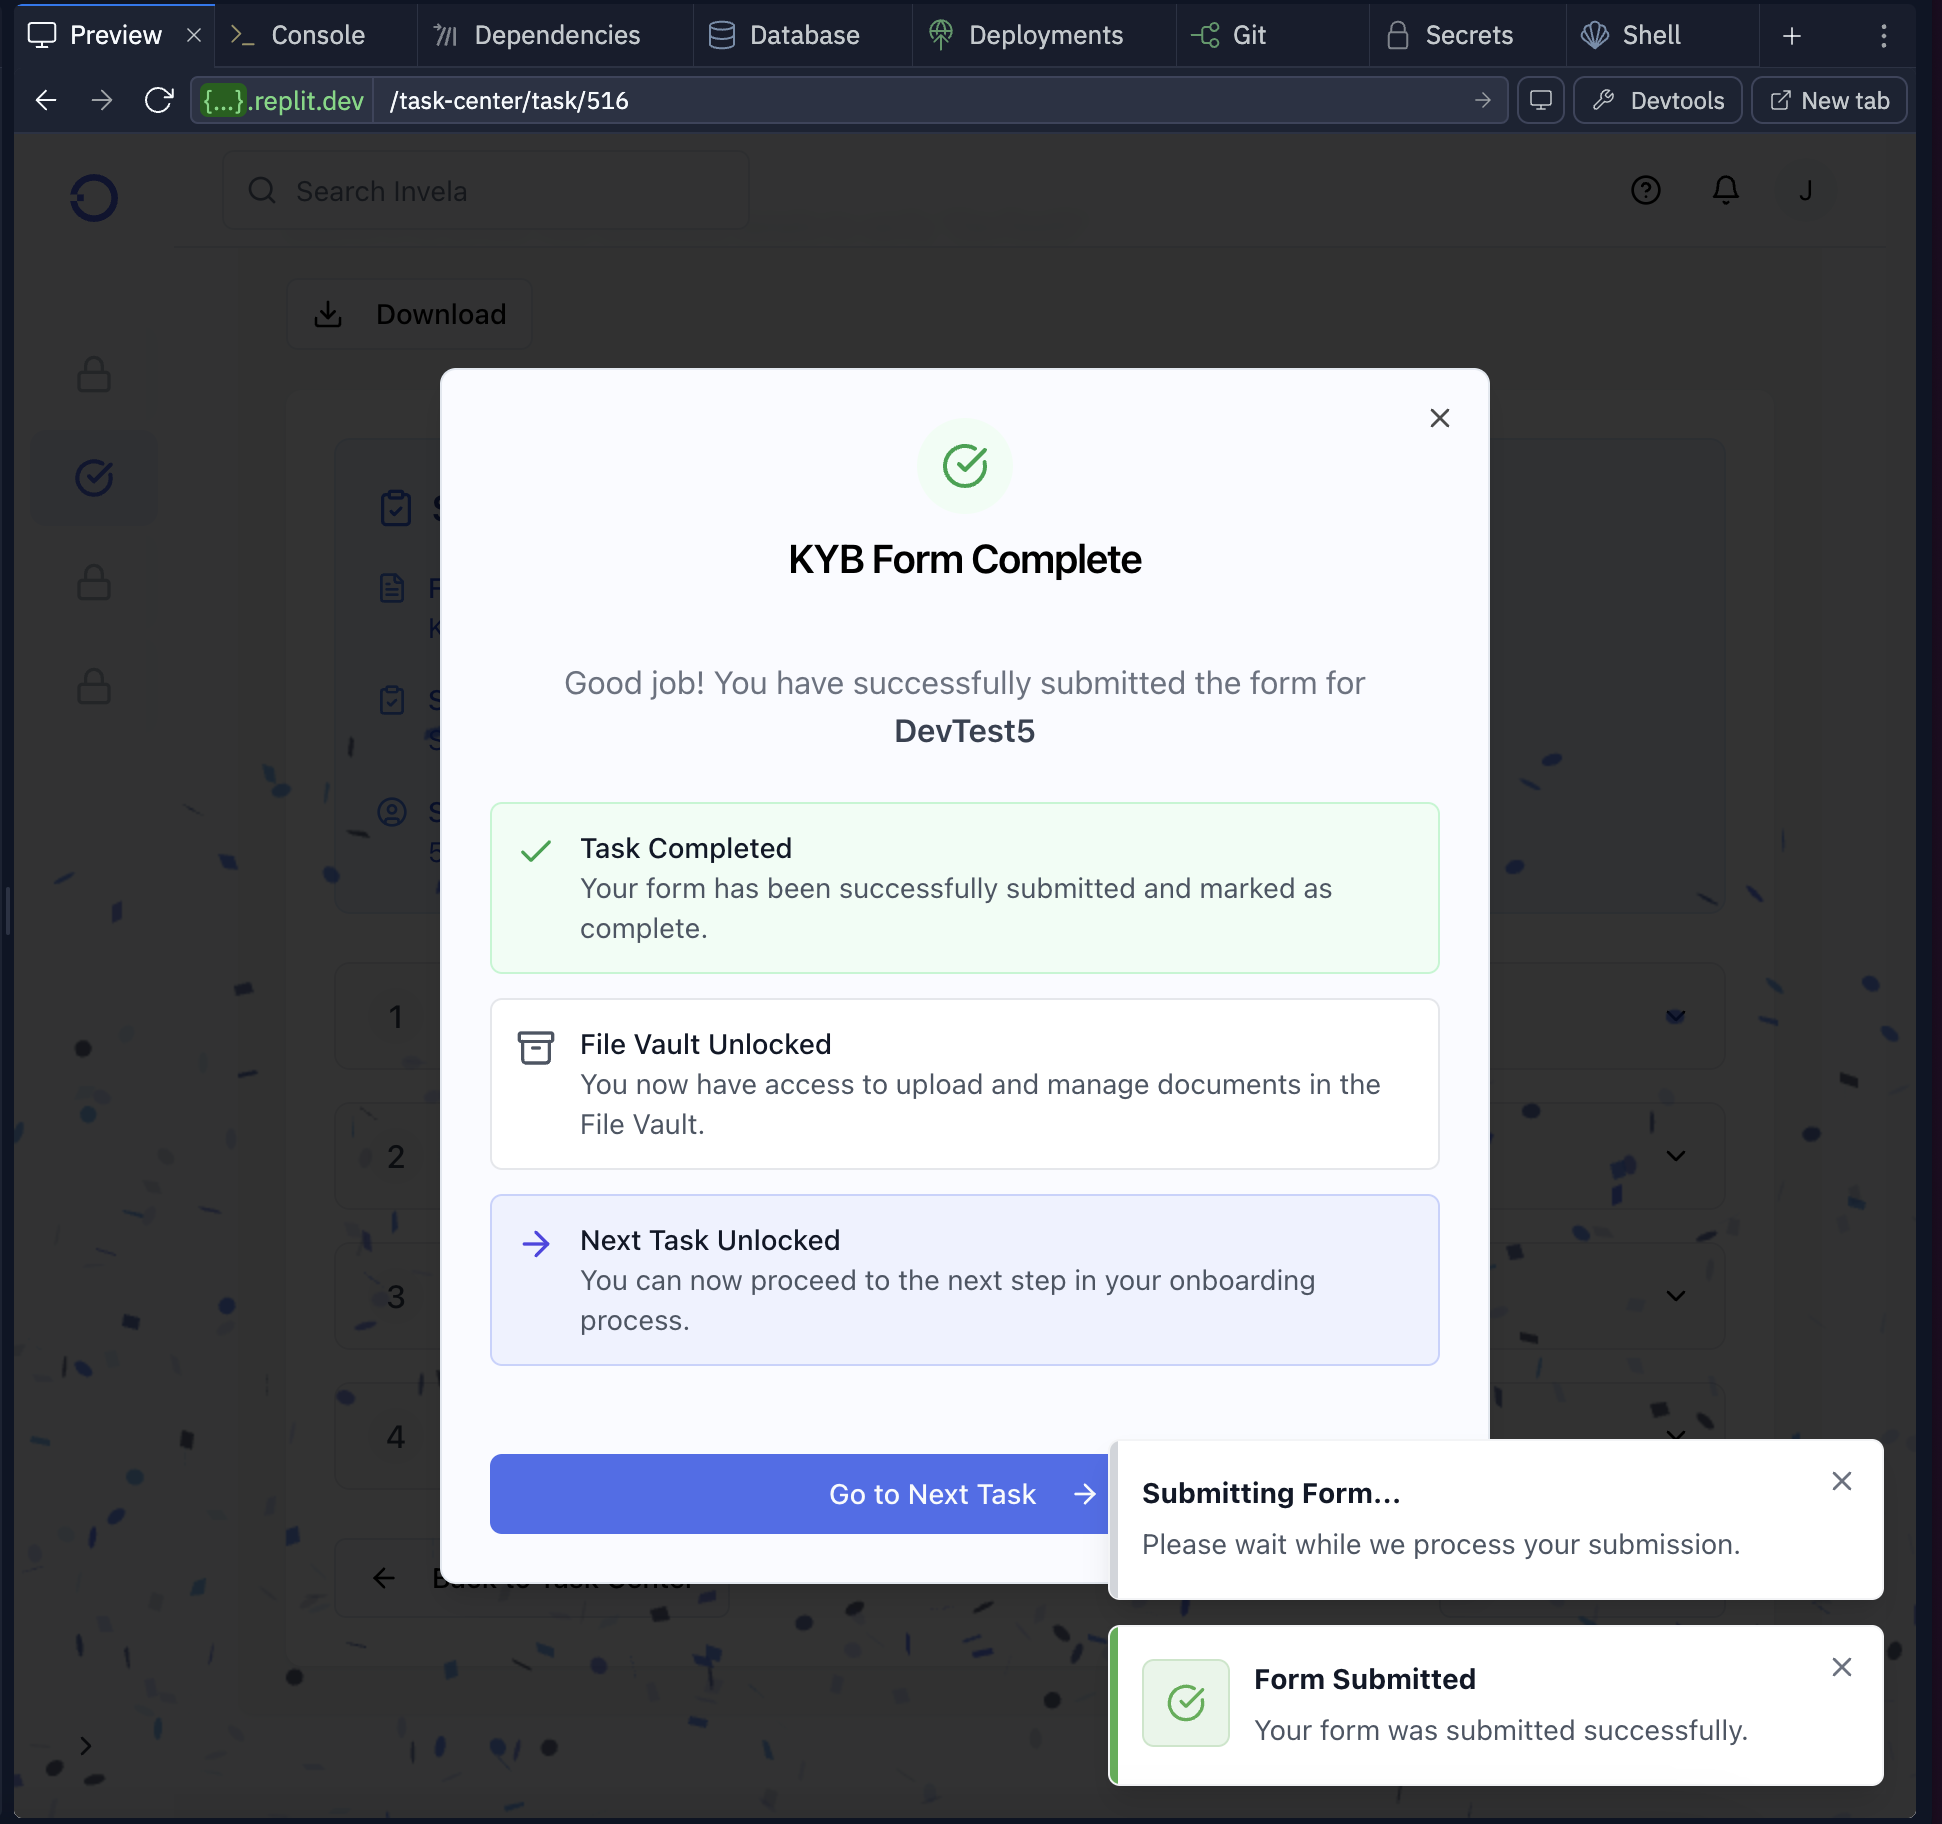 Preview
Console
Dependencies
Database
Deployments
Git
Secrets
Shell
{...}.replit.dev
/task-center/task/516
Devtools
New tab
Search Invela
J
Download
KYB Form Complete
Good job! You have successfully submitted the form for
DevTest5
Task Completed
Your form has been successfully submitted and marked as
complete.
1
File Vault Unlocked
You now have access to upload and manage documents in the
File Vault.
2
Next Task Unlocked
You can now proceed to the next step in your onboarding
process.
3
4
Go to Next Task
Back to Task Center
Submitting Form...
Please wait while we process your submission.
Form Submitted
Your form was submitted successfully.